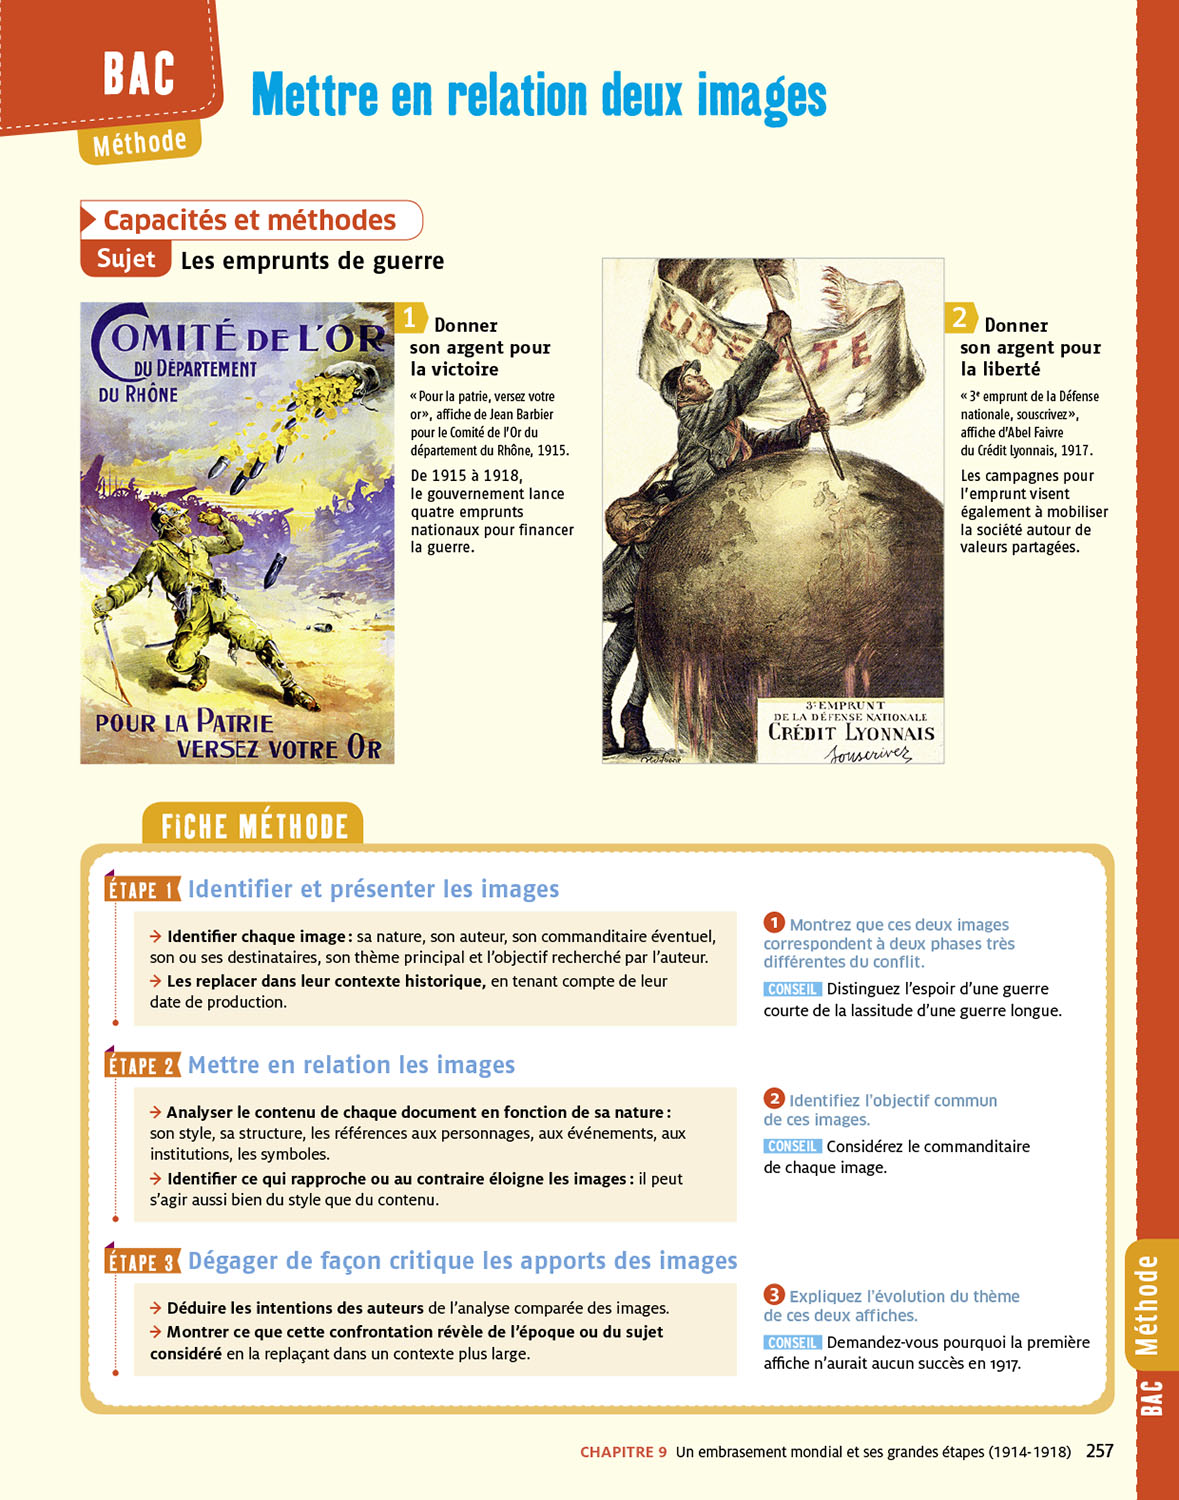 BAC
Méthode
Mettre en relation deux images
Capacités et méthodes
Sujet Les emprunts de guerre
COMITÉ DE L'OR
DU DÉPARTEMENT
DU RHÔNE
POUR LA PATRIE
VERSEZ VOTRE OR
1 Donner
son argent pour
la victoire
« Pour la patrie, versez votre
or», affiche de Jean Barbier
pour le Comité de l'Or du
département du Rhône, 1915.
De 1915 à 1918,
le gouvernement lance
quatre emprunts
nationaux pour financer
la guerre.
LIBERTE
3E EMPRUNT
DE LA DÉFENSE NATIONALE
CRÉDIT LYONNAIS
Souscrivez
2 Donner
son argent pour
la liberté
« 3e emprunt de la Défense
nationale, souscrivez»,
affiche d'Abel Faivre
du Crédit Lyonnais, 1917.
Les campagnes pour
l'emprunt visent
également à mobiliser
la société autour de
valeurs partagées.
FiCHE MÉTHODE
ÉTAPE 1 Identifier et présenter les images
→ Identifier chaque image : sa nature, son auteur, son commanditaire éventuel,
son ou ses destinataires, son thème principal et l'objectif recherché par l'auteur.
→ Les replacer dans leur contexte historique, en tenant compte de leur
date de production.
1 Montrez que ces deux images
correspondent à deux phases très
différentes du conflit.
CONSEIL Distinguez l'espoir d'une guerre
courte de la lassitude d'une guerre longue.
ÉTAPE 2 Mettre en relation les images
→ Analyser le contenu de chaque document en fonction de sa nature :
son style, sa structure, les références aux personnages, aux événements, aux
institutions, les symboles.
→ Identifier ce qui rapproche ou au contraire éloigne les images : il peut
s'agir aussi bien du style que du contenu.
2 Identifiez l'objectif commun
de ces images.
CONSEIL Considérez le commanditaire
de chaque image.
ÉTAPE 3 Dégager de façon critique les apports des images
→ Déduire les intentions des auteurs de l'analyse comparée des images.
→ Montrer ce que cette confrontation révèle de l'époque ou du sujet
considéré en la replaçant dans un contexte plus large.
3 Expliquez l'évolution du thème
de ces deux affiches.
CONSEIL Demandez-vous pourquoi la première
affiche n'aurait aucun succès en 1917.
BAC Méthode
CHAPITRE 9 Un embrasement mondial et ses grandes étapes (1914-1918) 257